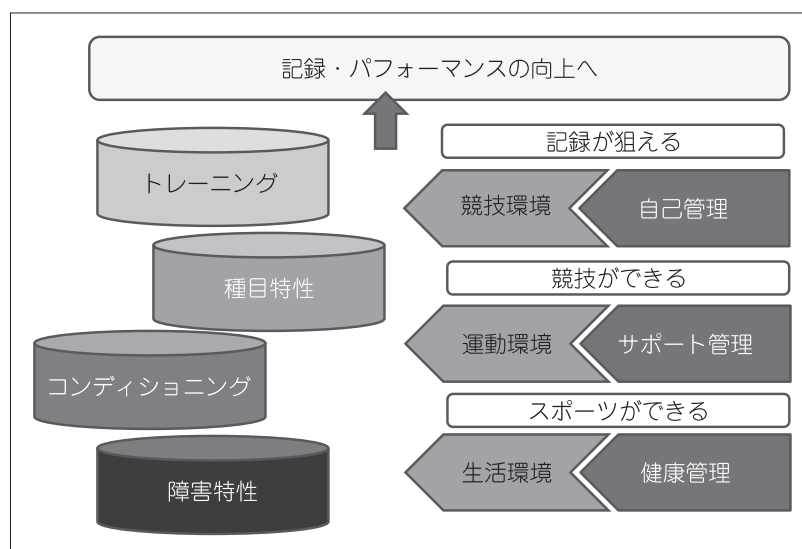 記録・パフォーマンスの向上へ
トレーニング
種目特性
コンディショニング
障害特性
記録が狙える
競技環境
自己管理
競技ができる
運動環境
サポート管理
スポーツができる
生活環境
健康管理